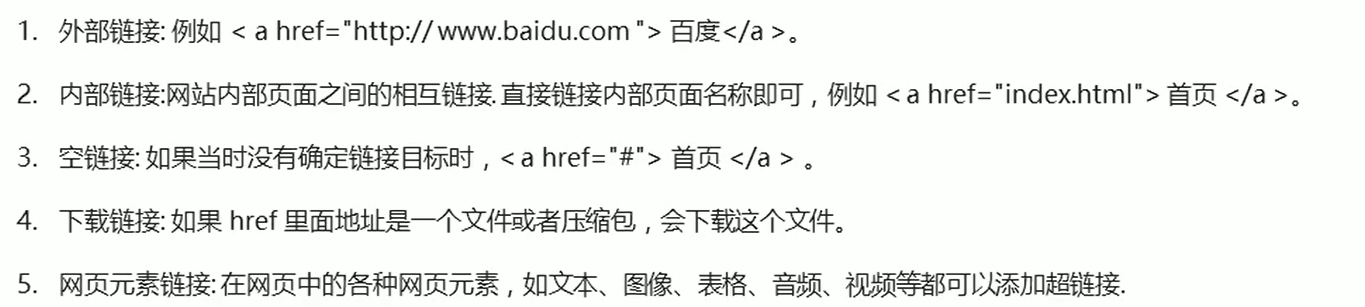 1. 外部链接: 例如 < a href="http:// www.baidu.com "> 百度</a >。
2. 内部链接:网站内部页面之间的相互链接. 直接链接内部页面名称即可，例如 < a href="index.html"> 首页 </a >。
3. 空链接: 如果当时没有确定链接目标时，< a href="#"> 首页 </a > 。
4. 下载链接: 如果 href 里面地址是一个文件或者压缩包，会下载这个文件。
5. 网页元素链接: 在网页中的各种网页元素，如文本、图像、表格、音频、视频等都可以添加超链接.